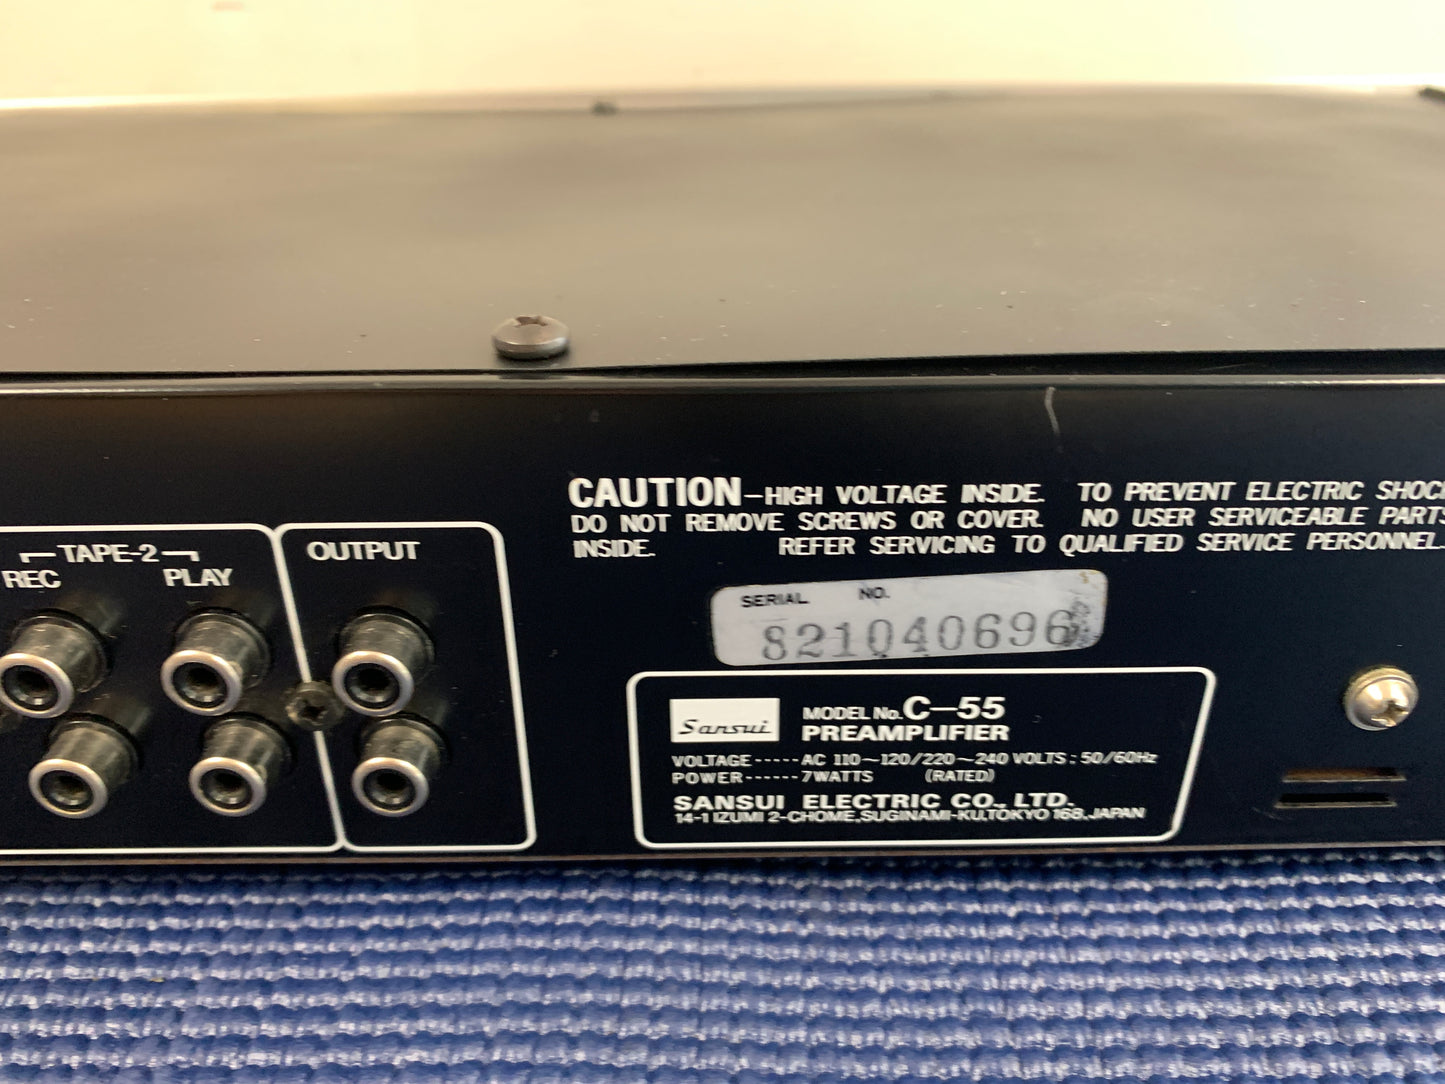 CAUTION–HIGH VOLTAGE INSIDE. TO PREVENT ELECTRIC SHOCK
DO NOT REMOVE SCREWS OR COVER. NO USER SERVICEABLE PARTS
INSIDE. REFER SERVICING TO QUALIFIED SERVICE PERSONNEL.
TAPE-2
REC PLAY
OUTPUT
SERIAL NO.
821040696
Sansui
MODEL No. C–55
PREAMPLIFIER
VOLTAGE-----AC 110~120/220~240 VOLTS : 50/60Hz
POWER------7WATTS (RATED)
SANSUI ELECTRIC CO., LTD.
14-1 IZUMI 2-CHOME, SUGINAMI-KU, TOKYO 168, JAPAN